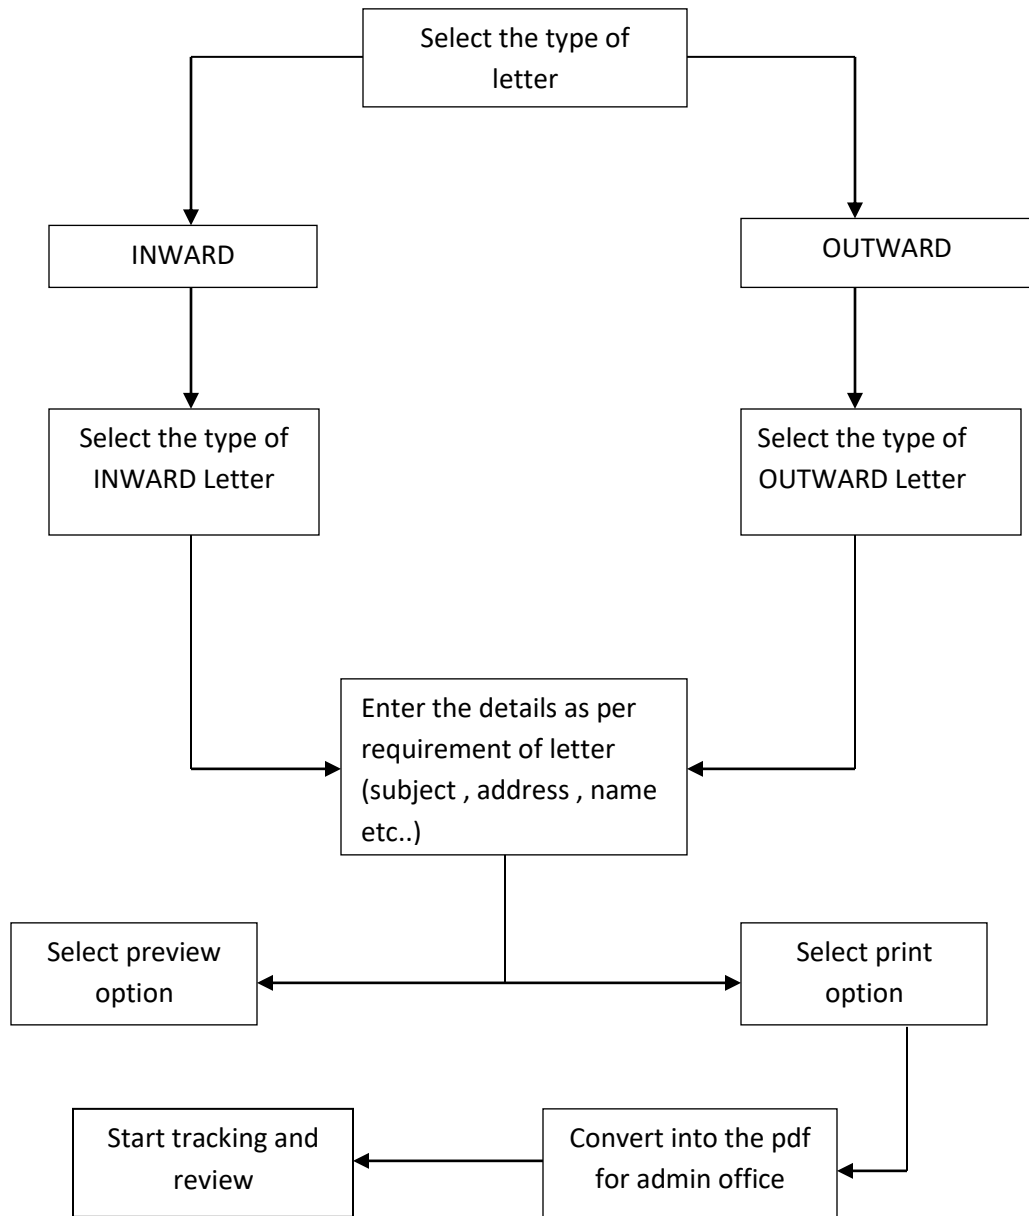 Select the type of
letter
INWARD
OUTWARD
Select the type of
INWARD Letter
Select the type of
OUTWARD Letter
Enter the details as per
requirement of letter
(subject , address , name
etc..)
Select preview
option
Select print
option
Start tracking and
review
Convert into the pdf
for admin office